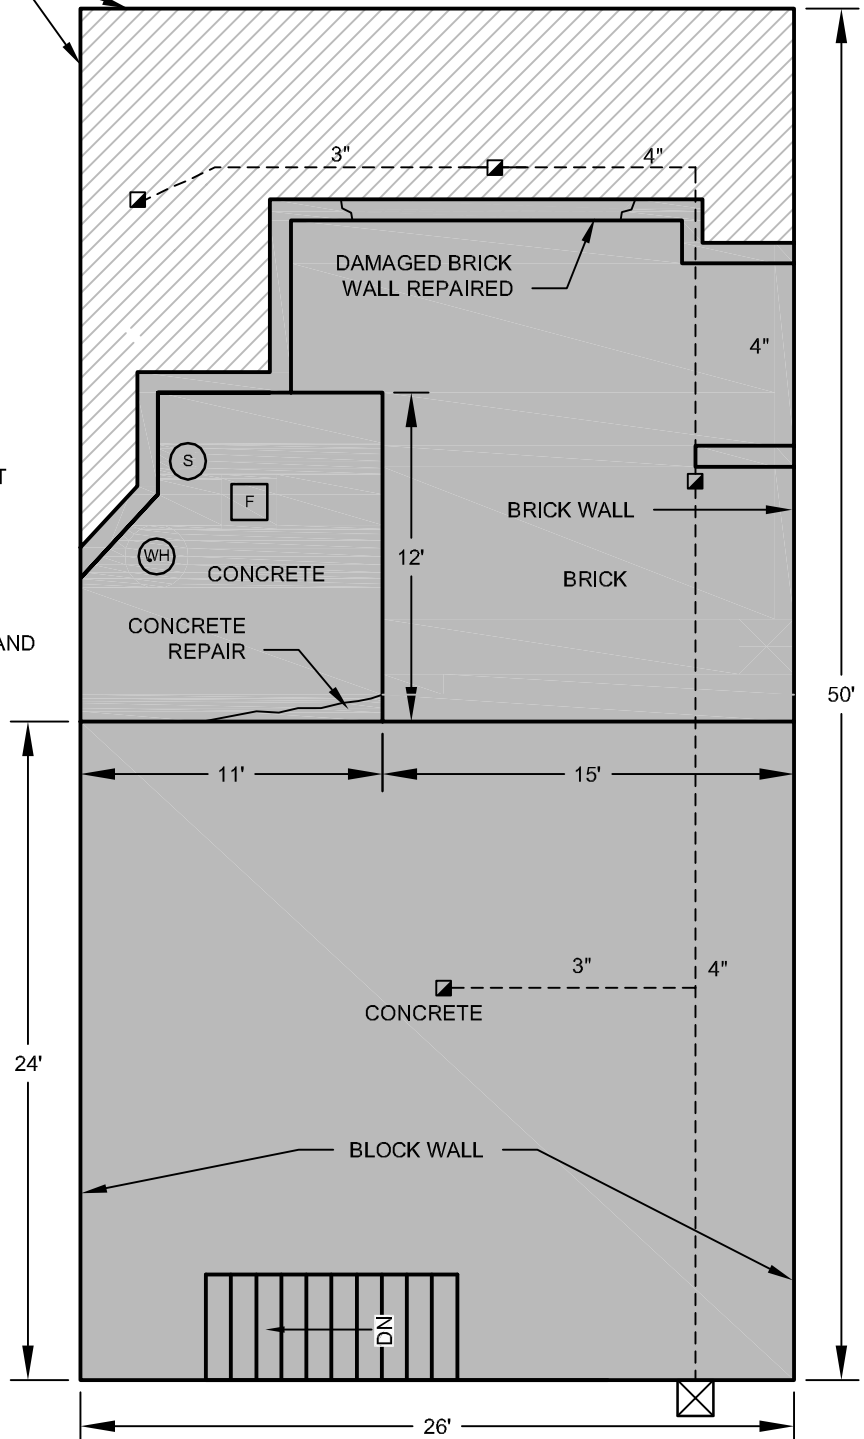 3"
4"
DAMAGED BRICK
WALL REPAIRED
4"
T
S
F
BRICK WALL
WH
12'
CONCRETE
BRICK
CONCRETE
REPAIR
AND
50'
11'
15'
3"
4"
CONCRETE
24'
BLOCK WALL
DN
26'